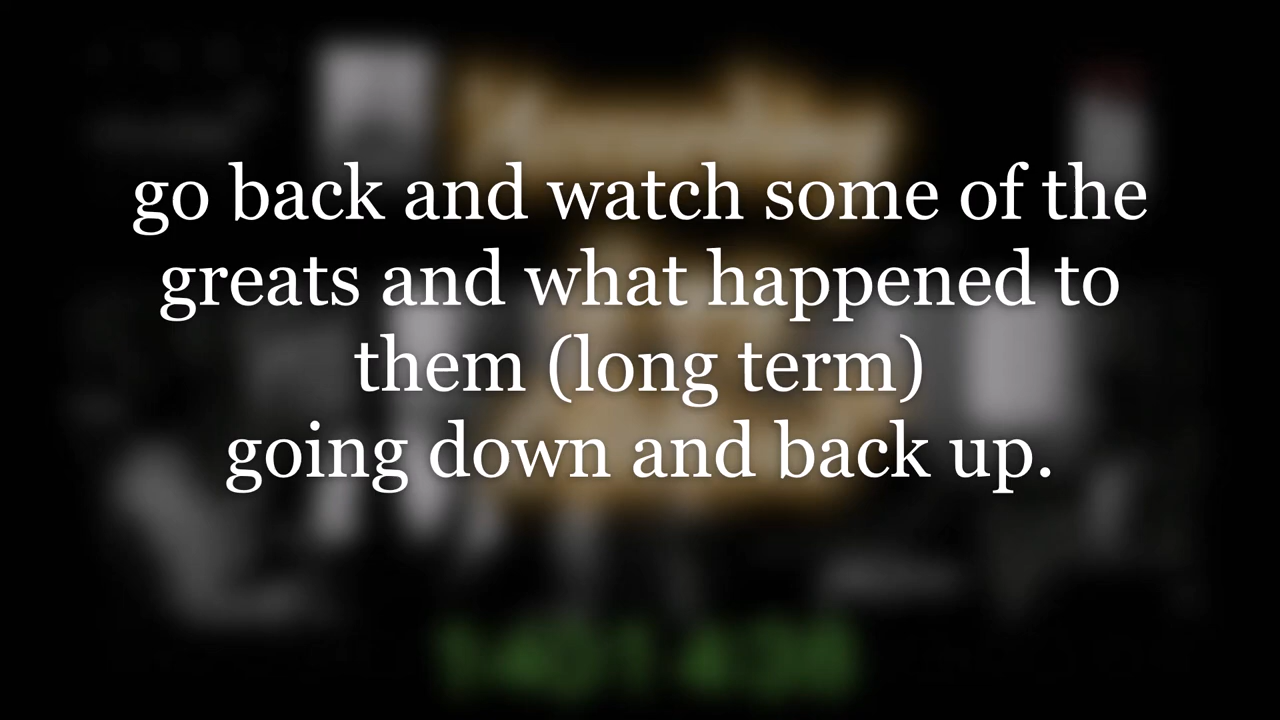 go back and watch some of the
greats and what happened to
them (long term)
going down and back up.